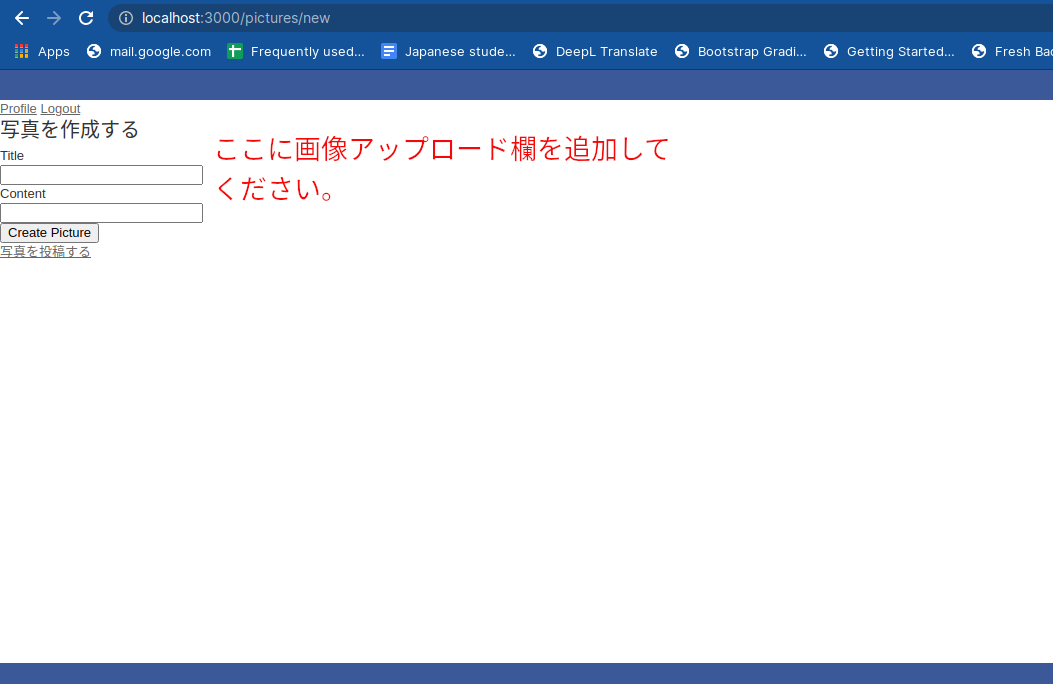 localhost:3000/pictures/new
Apps mail.google.com Frequently used... Japanese stude... DeepL Translate Bootstrap Gradi... Getting Started... Fresh Bac
Profile Logout
写真を作成する
ここに画像アップロード欄を追加して
ください。
Title
Content
Create Picture
写真を投稿する